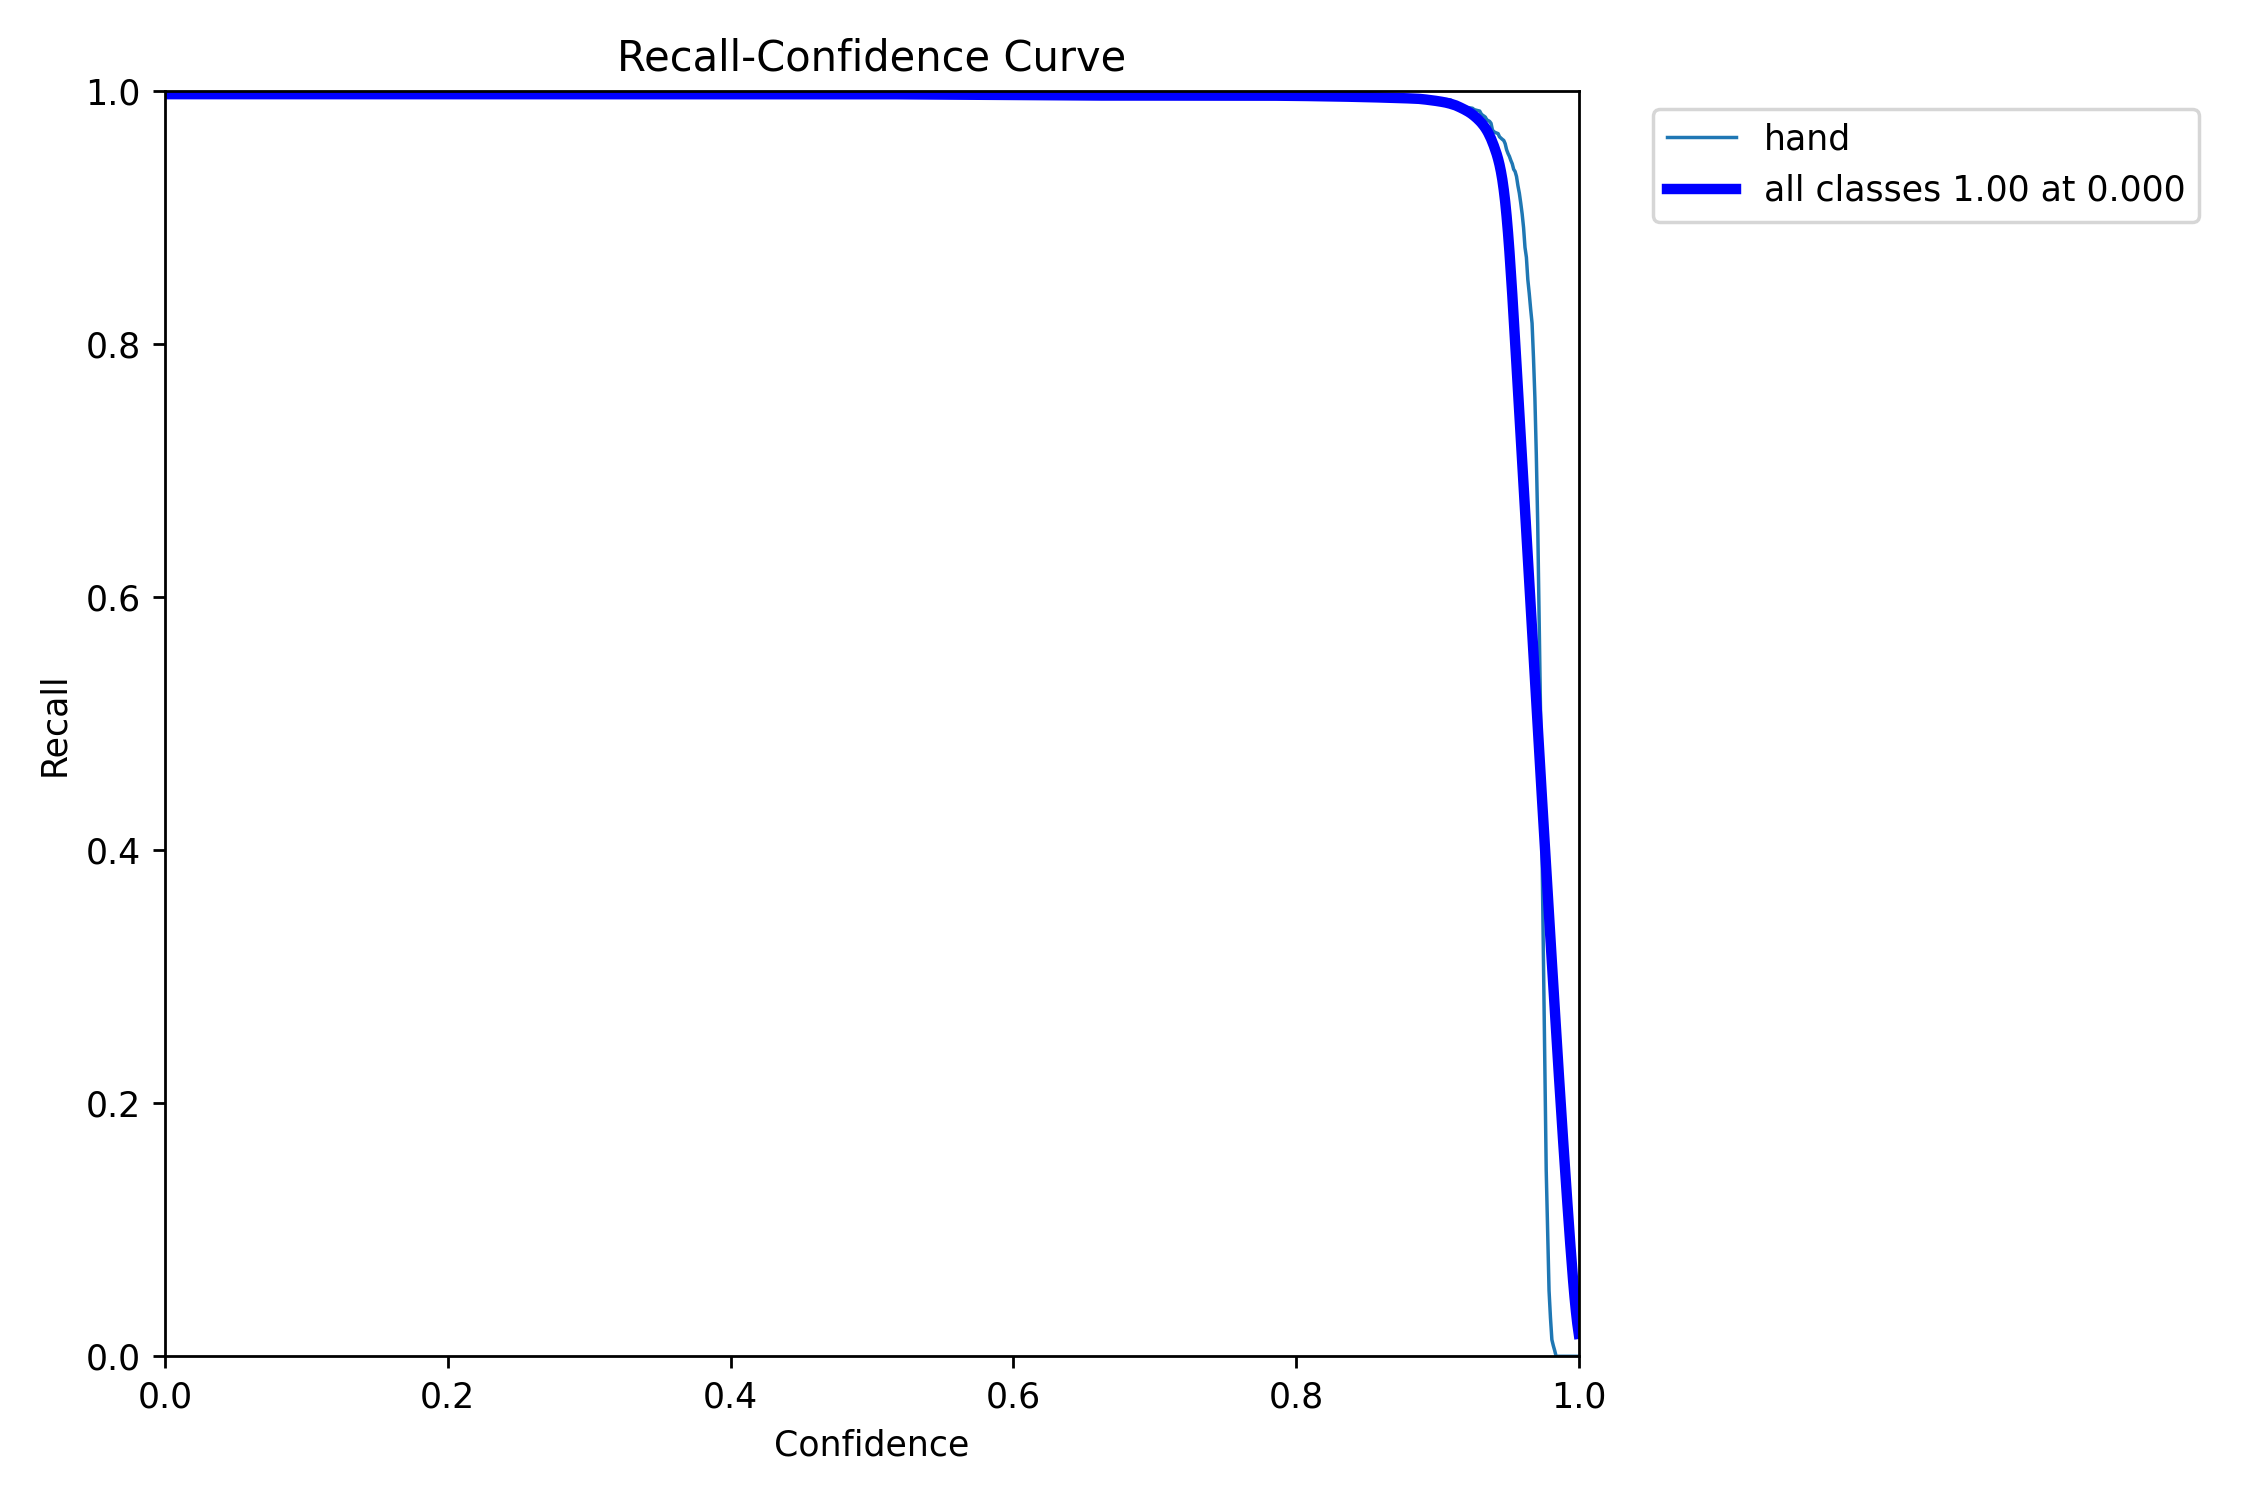 Recall-Confidence Curve
1.0
0.8
0.6
0.4
0.2
0.0
Recall
0.0 0.2 0.4 0.6 0.8 1.0
Confidence
hand
all classes 1.00 at 0.000